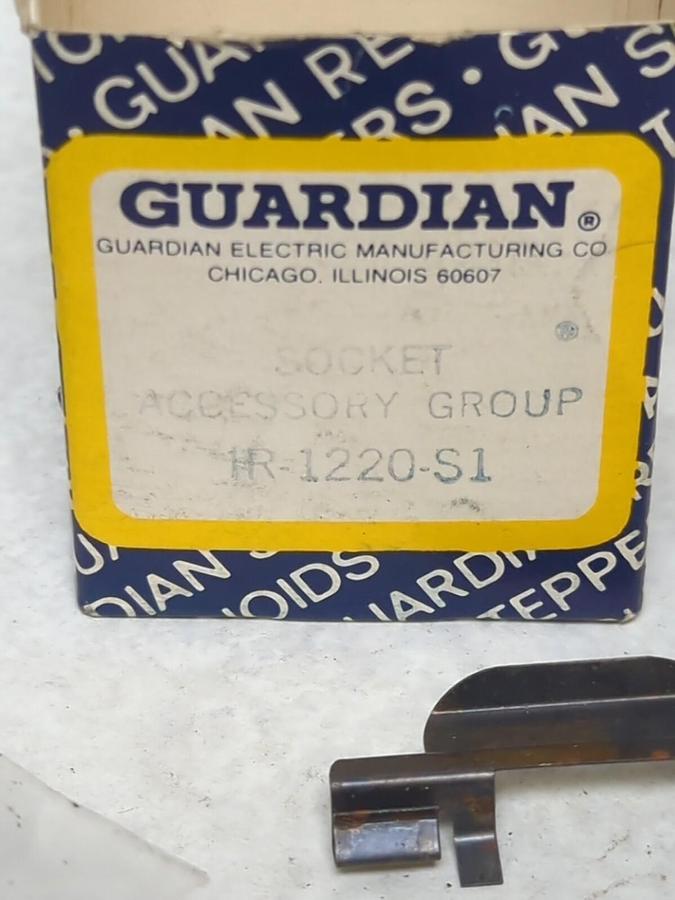 GUARDIAN®
GUARDIAN ELECTRIC MANUFACTURING CO
CHICAGO, ILLINOIS 60607
SOCKET
ACCESSORY GROUP
IR-1220-S1